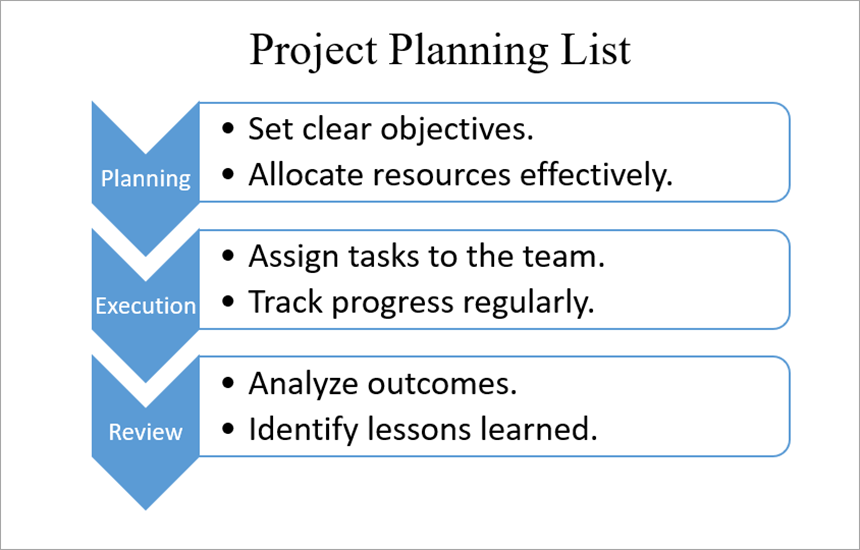 Project Planning List
Planning
• Set clear objectives.
• Allocate resources effectively.
Execution
• Assign tasks to the team.
• Track progress regularly.
Review
• Analyze outcomes.
• Identify lessons learned.